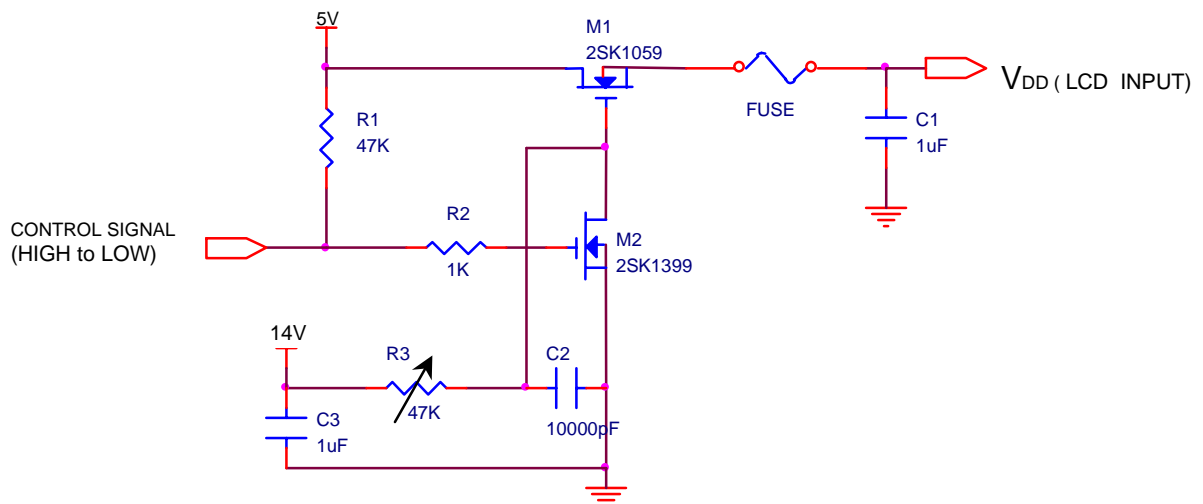 5V
M1
2SK1059
FUSE
VDD ( LCD INPUT)
R1
47K
C1
1uF
CONTROL SIGNAL
(HIGH to LOW)
R2
1K
M2
2SK1399
14V
R3
47K
C2
10000pF
C3
1uF